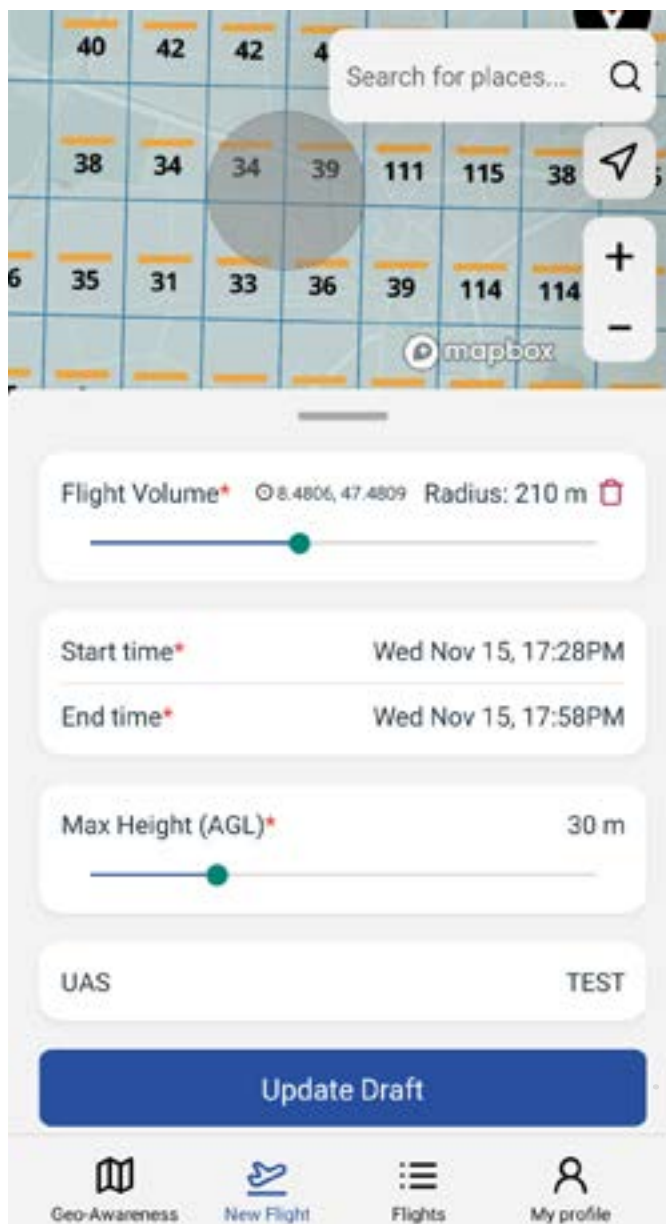 40 42 42 4
Search for places...
38 34 34 39 111 115 38
6 35 31 33 36 39 114 114
mapbox
Flight Volume* 8.4806, 47.4809 Radius: 210 m
Start time* Wed Nov 15, 17:28PM
End time* Wed Nov 15, 17:58PM
Max Height (AGL)* 30 m
UAS TEST
Update Draft
Geo-Awareness New Flight Flights My profile